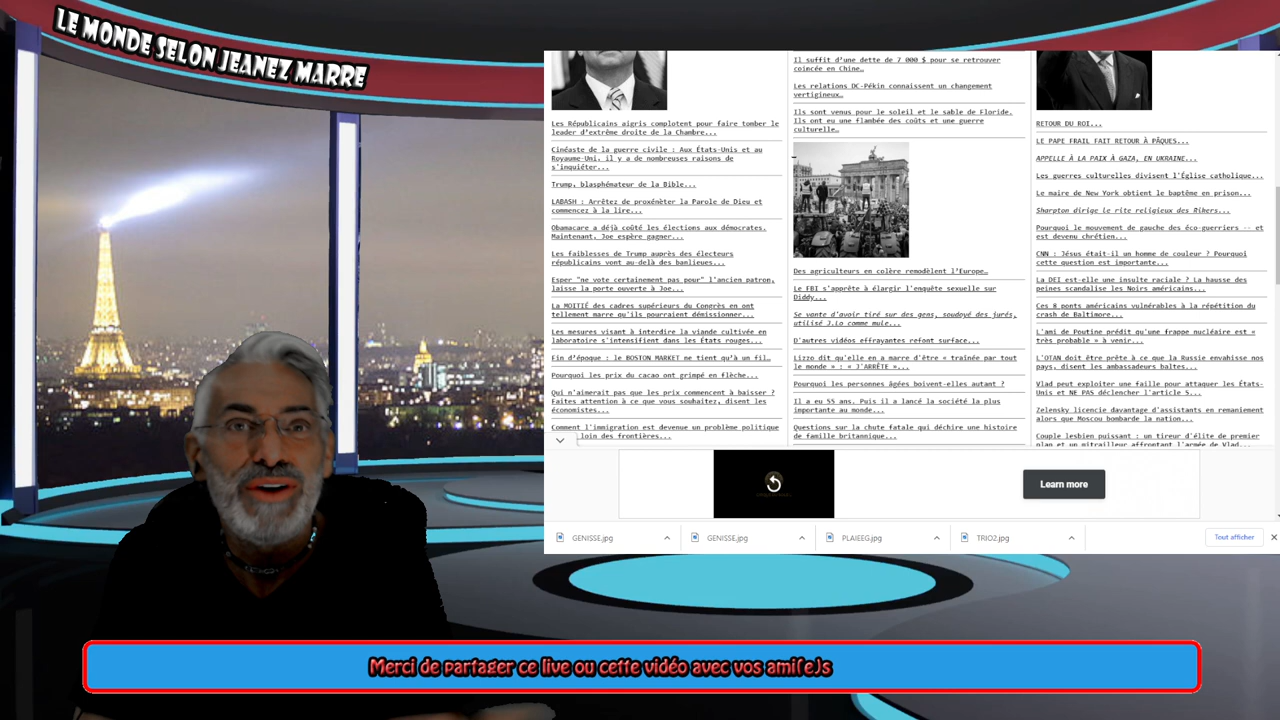 LE MONDE SELON JEANEZ MARRE
Les Républicains aigris complotent pour faire tomber le
leader d'extrême droite de la Chambre...
Cinéaste de la guerre civile : Aux États-Unis et au
Royaume-Uni, il y a de nombreuses raisons de
s'inquiéter...
Trump, blasphémateur de la Bible...
LABASH : Arrêtez de proxénèter la Parole de Dieu et
commencez à la lire...
Obamacare a déjà coûté les élections aux démocrates.
Maintenant, Joe espère gagner...
Les faiblesses de Trump auprès des électeurs
républicains vont au-delà des banlieues...
Esper "ne vote certainement pas pour" l'ancien patron,
laisse la porte ouverte à Joe...
La MOITIÉ des cadres supérieurs du Congrès en ont
tellement marre qu'ils pourraient démissionner...
Les mesures visant à interdire la viande cultivée en
laboratoire s'intensifient dans les États rouges...
Fin d'époque : le BOSTON MARKET ne tient qu'à un fil…
Pourquoi les prix du cacao ont grimpé en flèche...
Qui n'aimerait pas que les prix commencent à baisser ?
Faites attention à ce que vous souhaitez, disent les
économistes...
Comment l'immigration est devenue un problème politique
loin des frontières...
Il suffit d'une dette de 7 000 $ pour se retrouver
coincée en Chine…
Les relations DC-Pékin connaissent un changement
vertigineux…
Ils sont venus pour le soleil et le sable de Floride.
Ils ont eu une flambée des coûts et une guerre
culturelle…
Des agriculteurs en colère remodèlent l'Europe…
Le FBI s'apprête à élargir l'enquête sexuelle sur
Diddy...
Se vante d'avoir tiré sur des gens, soudoyé des jurés,
utilisé J.Lo comme mule...
D'autres vidéos effrayantes refont surface...
Lizzo dit qu'elle en a marre d'être « traînée par tout
le monde » : « J'ARRÊTE »...
Pourquoi les personnes âgées boivent-elles autant ?
Il a eu 55 ans. Puis il a lancé la société la plus
importante au monde...
Questions sur la chute fatale qui déchire une histoire
de famille britannique...
RETOUR DU ROI...
LE PAPE FRAIL FAIT RETOUR À PÂQUES...
APPELLE À LA PAIX À GAZA, EN UKRAINE...
Les guerres culturelles divisent l'Église catholique...
Le maire de New York obtient le baptême en prison...
Sharpton dirige le rite religieux des Rikers...
Pourquoi le mouvement de gauche des éco-guerriers -- et
est devenu chrétien...
CNN : Jésus était-il un homme de couleur ? Pourquoi
cette question est importante...
La DEI est-elle une insulte raciale ? La hausse des
peines scandalise les Noirs américains...
Ces 8 ponts américains vulnérables à la répétition du
crash de Baltimore...
L'ami de Poutine prédit qu'une frappe nucléaire est «
très probable » à venir...
L'OTAN doit être prête à ce que la Russie envahisse nos
pays, disent les ambassadeurs baltes...
Vlad peut exploiter une faille pour attaquer les États-
Unis et NE PAS déclencher l'article 5...
Zelensky licencie davantage d'assistants en remaniement
alors que Moscou bombarde la nation...
Couple lesbien puissant : un tireur d'élite de premier
plan et un mitrailleur affrontant l'armée de Vlad...
Learn more
GENISSE.jpg
GENISSE.jpg
PLAIEEG.jpg
TRIO2.jpg
Tout afficher
Merci de partager ce live ou cette vidéo avec vos ami(e)s